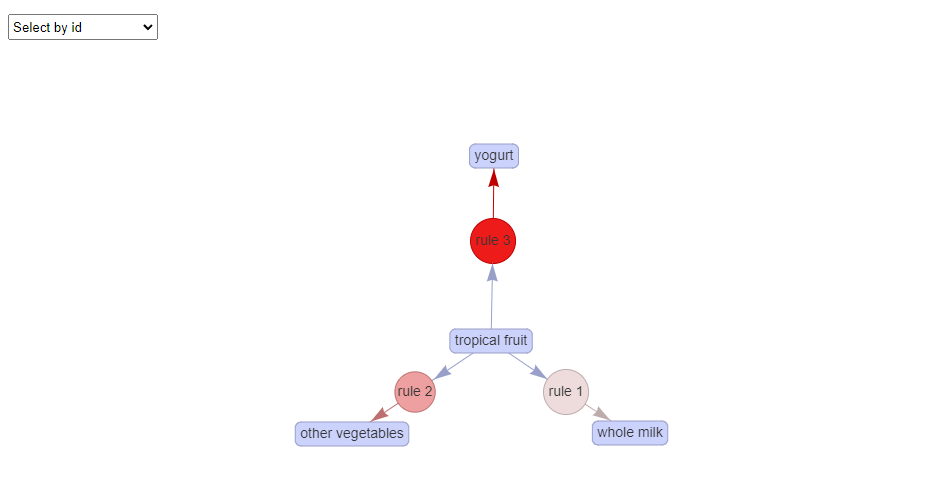 Select by id
yogurt
rule 3
tropical fruit
rule 2
rule 1
other vegetables
whole milk